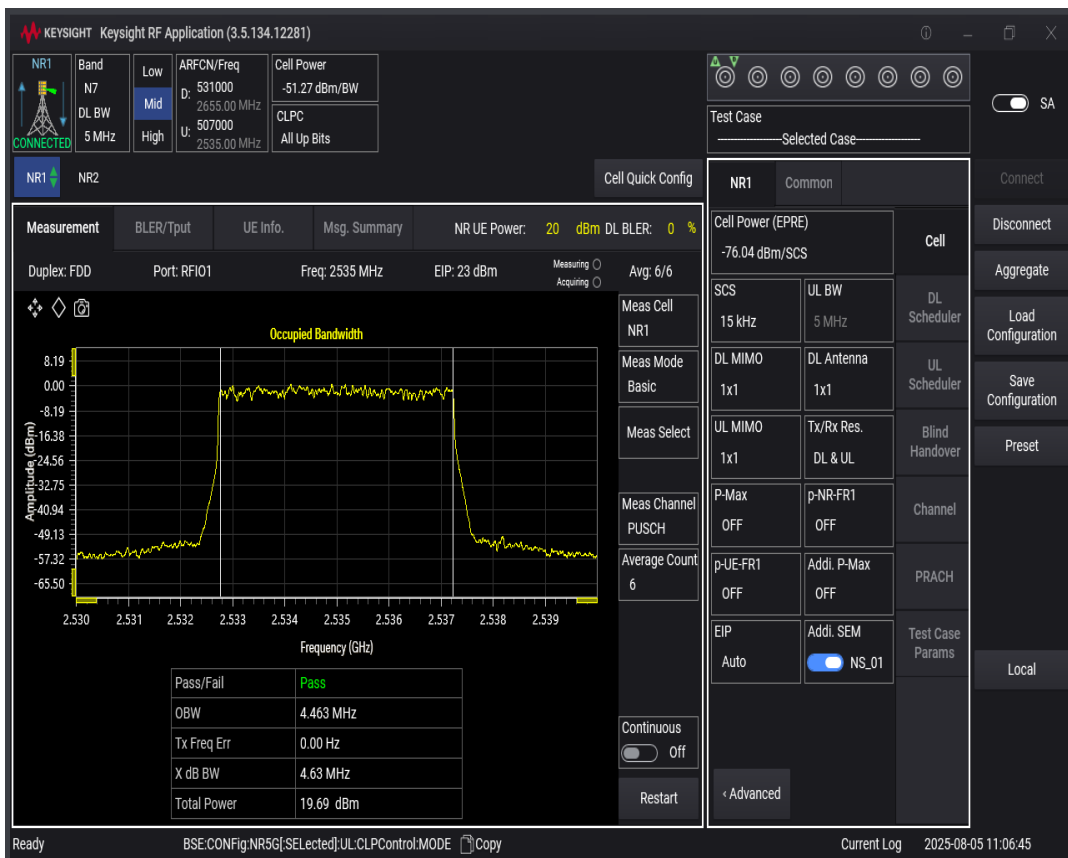 KEYSIGHT Keysight RF Application (3.5.134.12281)
NR1
CONNECTED
Band
N7
DL BW
5 MHz
Low
Mid
High
ARFCN/Freq
D: 531000
2655.00 MHz
U: 507000
2535.00 MHz
Cell Power
-51.27 dBm/BW
CLPC
All Up Bits
Test Case
-----Selected Case-----
SA
NR1
NR2
Cell Quick Config
Measurement
BLER/Tput
UE Info.
Msg. Summary
NR UE Power: 20 dBm DL BLER: 0 %
Duplex: FDD
Port: RFIO1
Freq: 2535 MHz
EIP: 23 dBm
Measuring
Acquiring
Avg: 6/6
Occupied Bandwidth
Amplitude (dBm)
8.19
0.00
-8.19
-16.38
-24.56
-32.75
-40.94
-49.13
-57.32
-65.50
2.530 2.531 2.532 2.533 2.534 2.535 2.536 2.537 2.538 2.539
Frequency (GHz)
Pass/Fail Pass
OBW 4.463 MHz
Tx Freq Err 0.00 Hz
X dB BW 4.63 MHz
Total Power 19.69 dBm
Meas Cell
NR1
Meas Mode
Basic
Meas Select
Meas Channel
PUSCH
Average Count
6
Continuous
Off
Restart
NR1
Common
Cell Power (EPRE)
-76.04 dBm/SCS
SCS
15 kHz
UL BW
5 MHz
DL MIMO
1x1
DL Antenna
1x1
UL MIMO
1x1
Tx/Rx Res.
DL & UL
P-Max
OFF
p-NR-FR1
OFF
p-UE-FR1
OFF
Addi. P-Max
OFF
EIP
Auto
Addi. SEM
NS_01
‹ Advanced
Cell
DL
Scheduler
UL
Scheduler
Blind
Handover
Channel
PRACH
Test Case
Params
Connect
Disconnect
Aggregate
Load
Configuration
Save
Configuration
Preset
Local
Ready
BSE:CONFig:NR5G[:SELected]:UL:CLPControl:MODE Copy
Current Log
2025-08-05 11:06:45